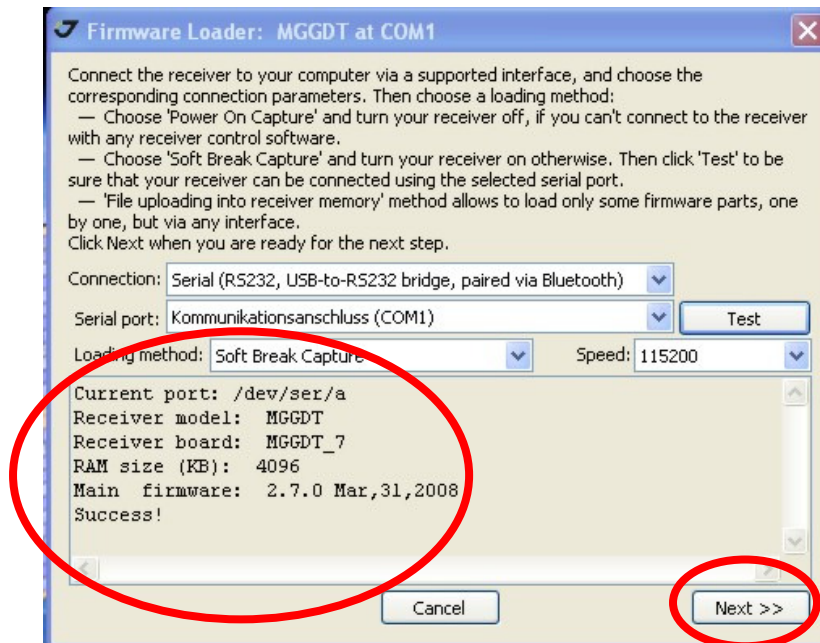 Firmware Loader: MGGDT at COM1
Connect the receiver to your computer via a supported interface, and choose the
corresponding connection parameters. Then choose a loading method:
— Choose 'Power On Capture' and turn your receiver off, if you can't connect to the receiver
with any receiver control software.
— Choose 'Soft Break Capture' and turn your receiver on otherwise. Then click 'Test' to be
sure that your receiver can be connected using the selected serial port.
— 'File uploading into receiver memory' method allows to load only some firmware parts, one
by one, but via any interface.
Click Next when you are ready for the next step.
Connection: Serial (RS232, USB-to-RS232 bridge, paired via Bluetooth)
Serial port: Kommunikationsanschluss (COM1) Test
Loading method: Soft Break Capture Speed: 115200
Current port: /dev/ser/a
Receiver model: MGGDT
Receiver board: MGGDT_7
RAM size (KB): 4096
Main firmware: 2.7.0 Mar,31,2008
Success!
Cancel Next >>